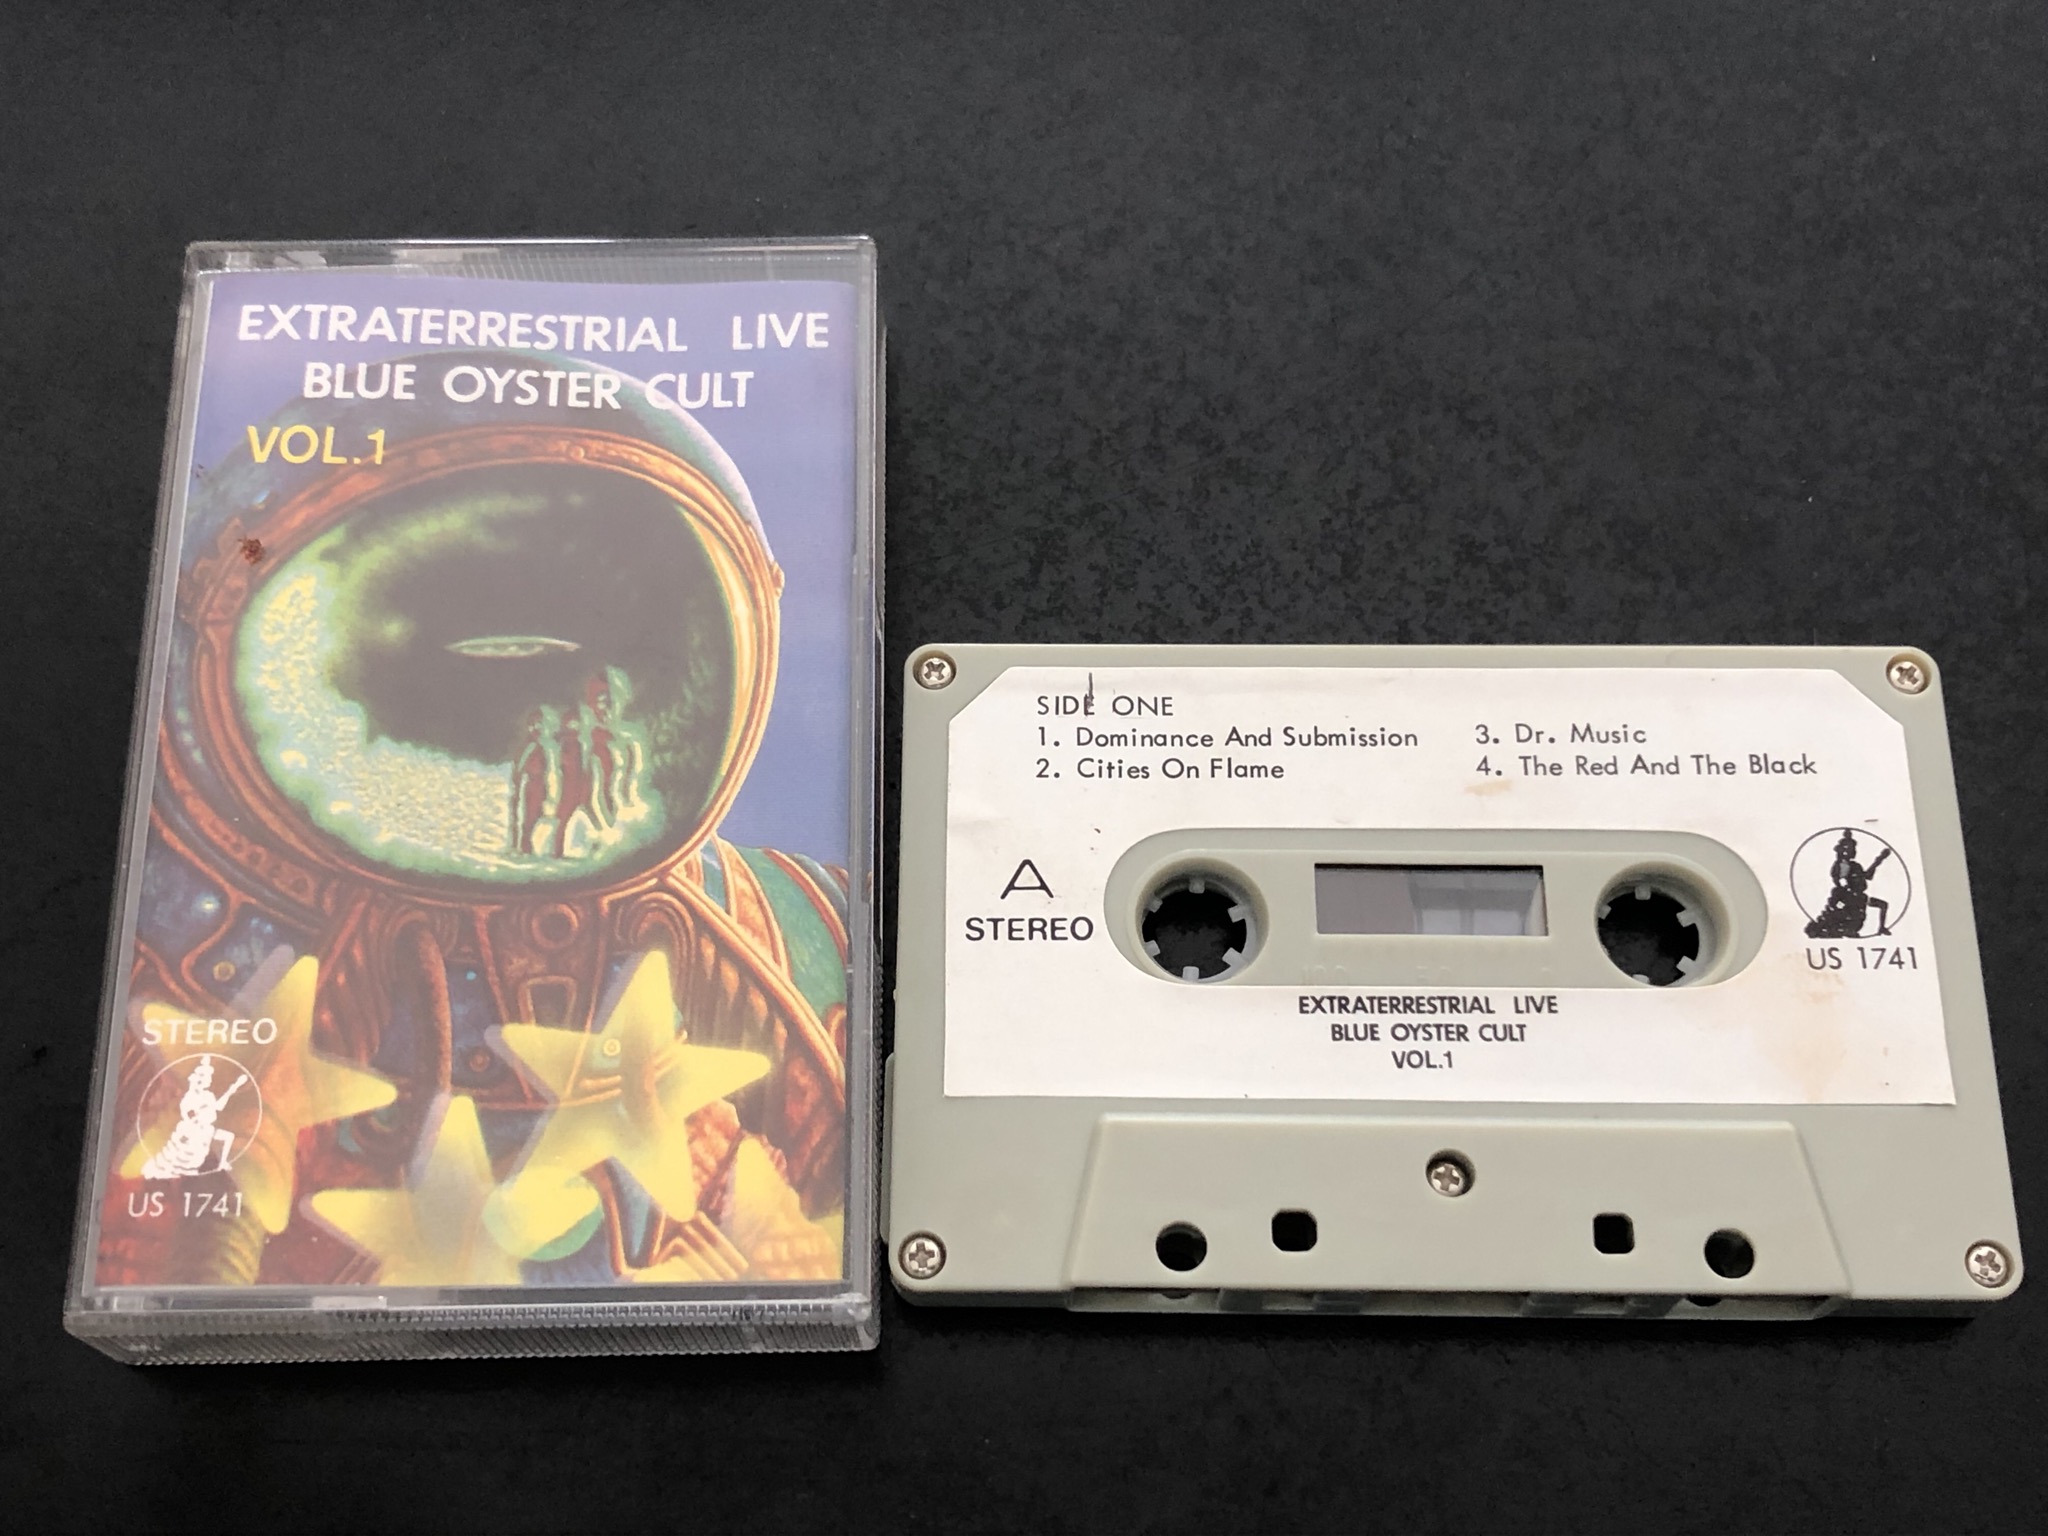 EXTRATERRESTRIAL LIVE
BLUE OYSTER CULT
VOL.1
STEREO
US 1741
SIDE ONE
1. Dominance And Submission
2. Cities On Flame
3. Dr. Music
4. The Red And The Black
A
STEREO
US 1741
EXTRATERRESTRIAL LIVE
BLUE OYSTER CULT
VOL.1